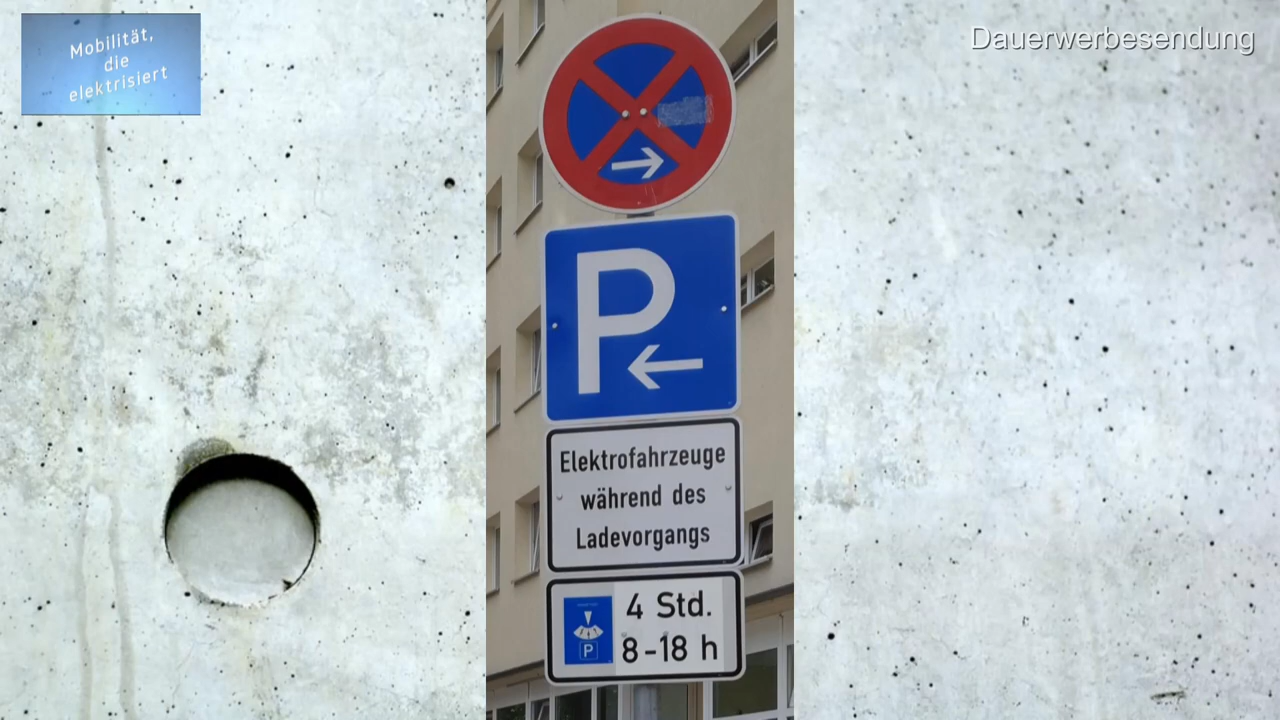 Mobilität,
die
elektrisiert
Dauerwerbesendung
P
Elektrofahrzeuge
während des
Ladevorgangs
4 Std.
8-18 h
P